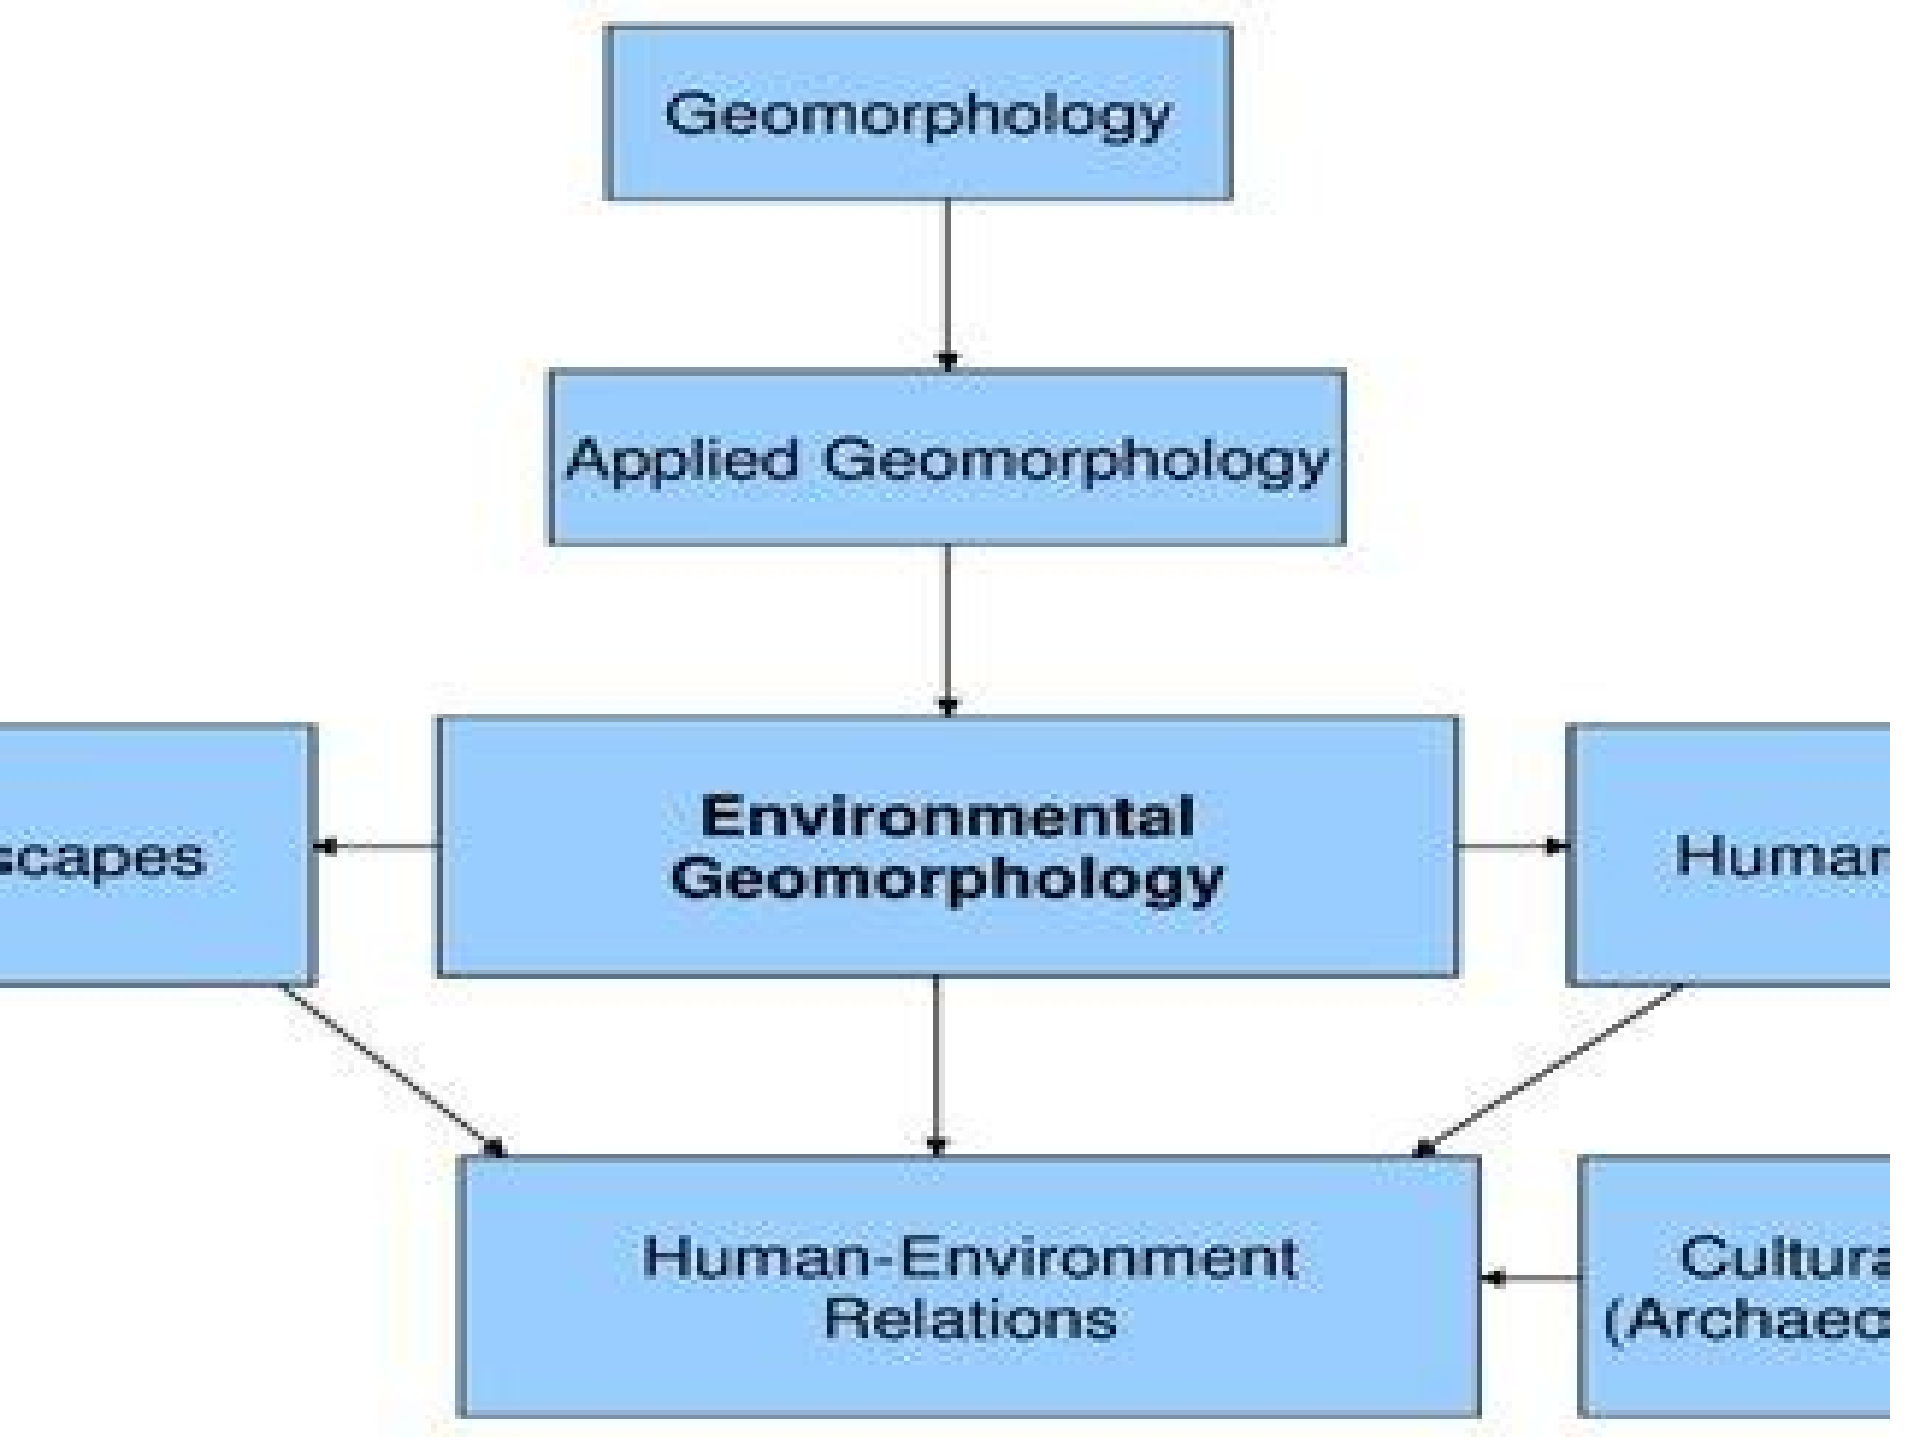 Geomorphology
Applied Geomorphology
Environmental
Geomorphology
scapes
Human
Human-Environment
Relations
Cultura
(Archaeo